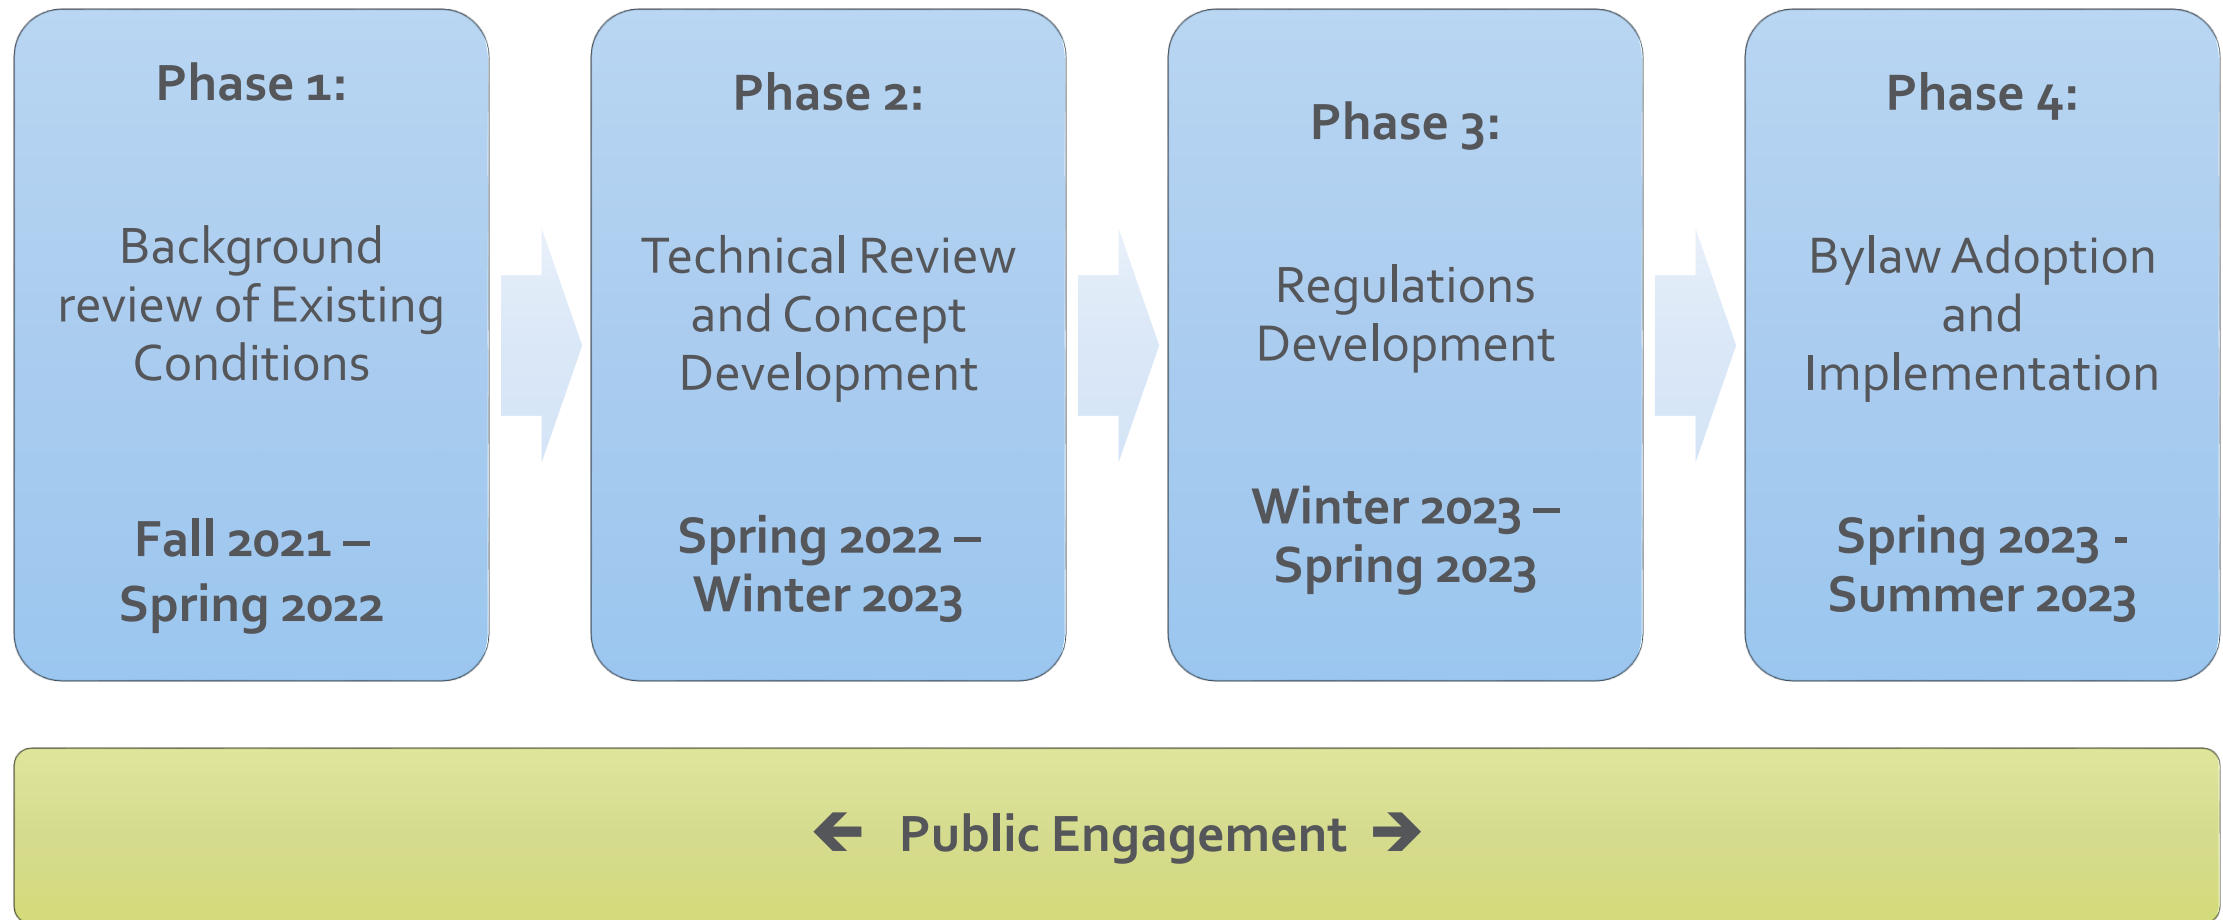 Phase 1:
Background
review of Existing
Conditions
Fall 2021 –
Spring 2022
Phase 2:
Technical Review
and Concept
Development
Spring 2022 –
Winter 2023
Phase 3:
Regulations
Development
Winter 2023 –
Spring 2023
Phase 4:
Bylaw Adoption
and
Implementation
Spring 2023 -
Summer 2023
🡸 Public Engagement 🡺